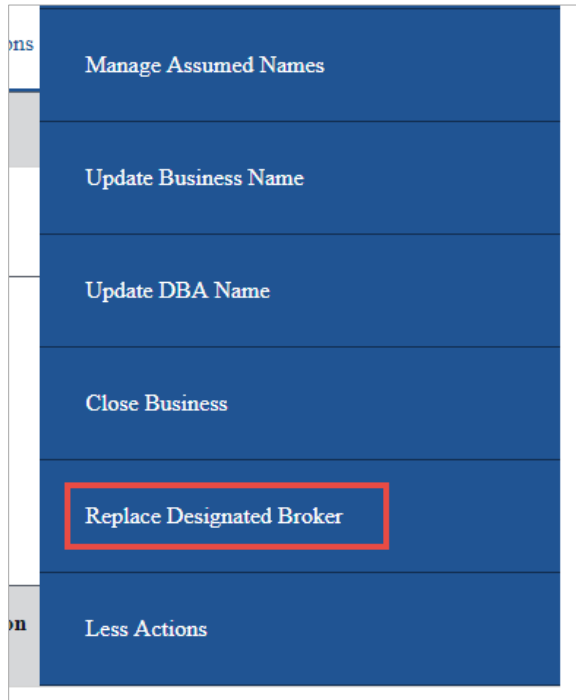 Manage Assumed Names
Update Business Name
Update DBA Name
Close Business
Replace Designated Broker
Less Actions